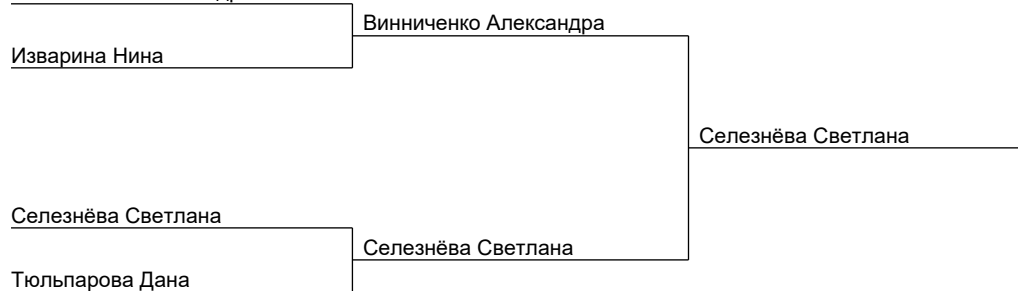 Винниченко Александра
Изварина Нина
Селезнёва Светлана
Селезнёва Светлана
Селезнёва Светлана
Тюльпарова Дана